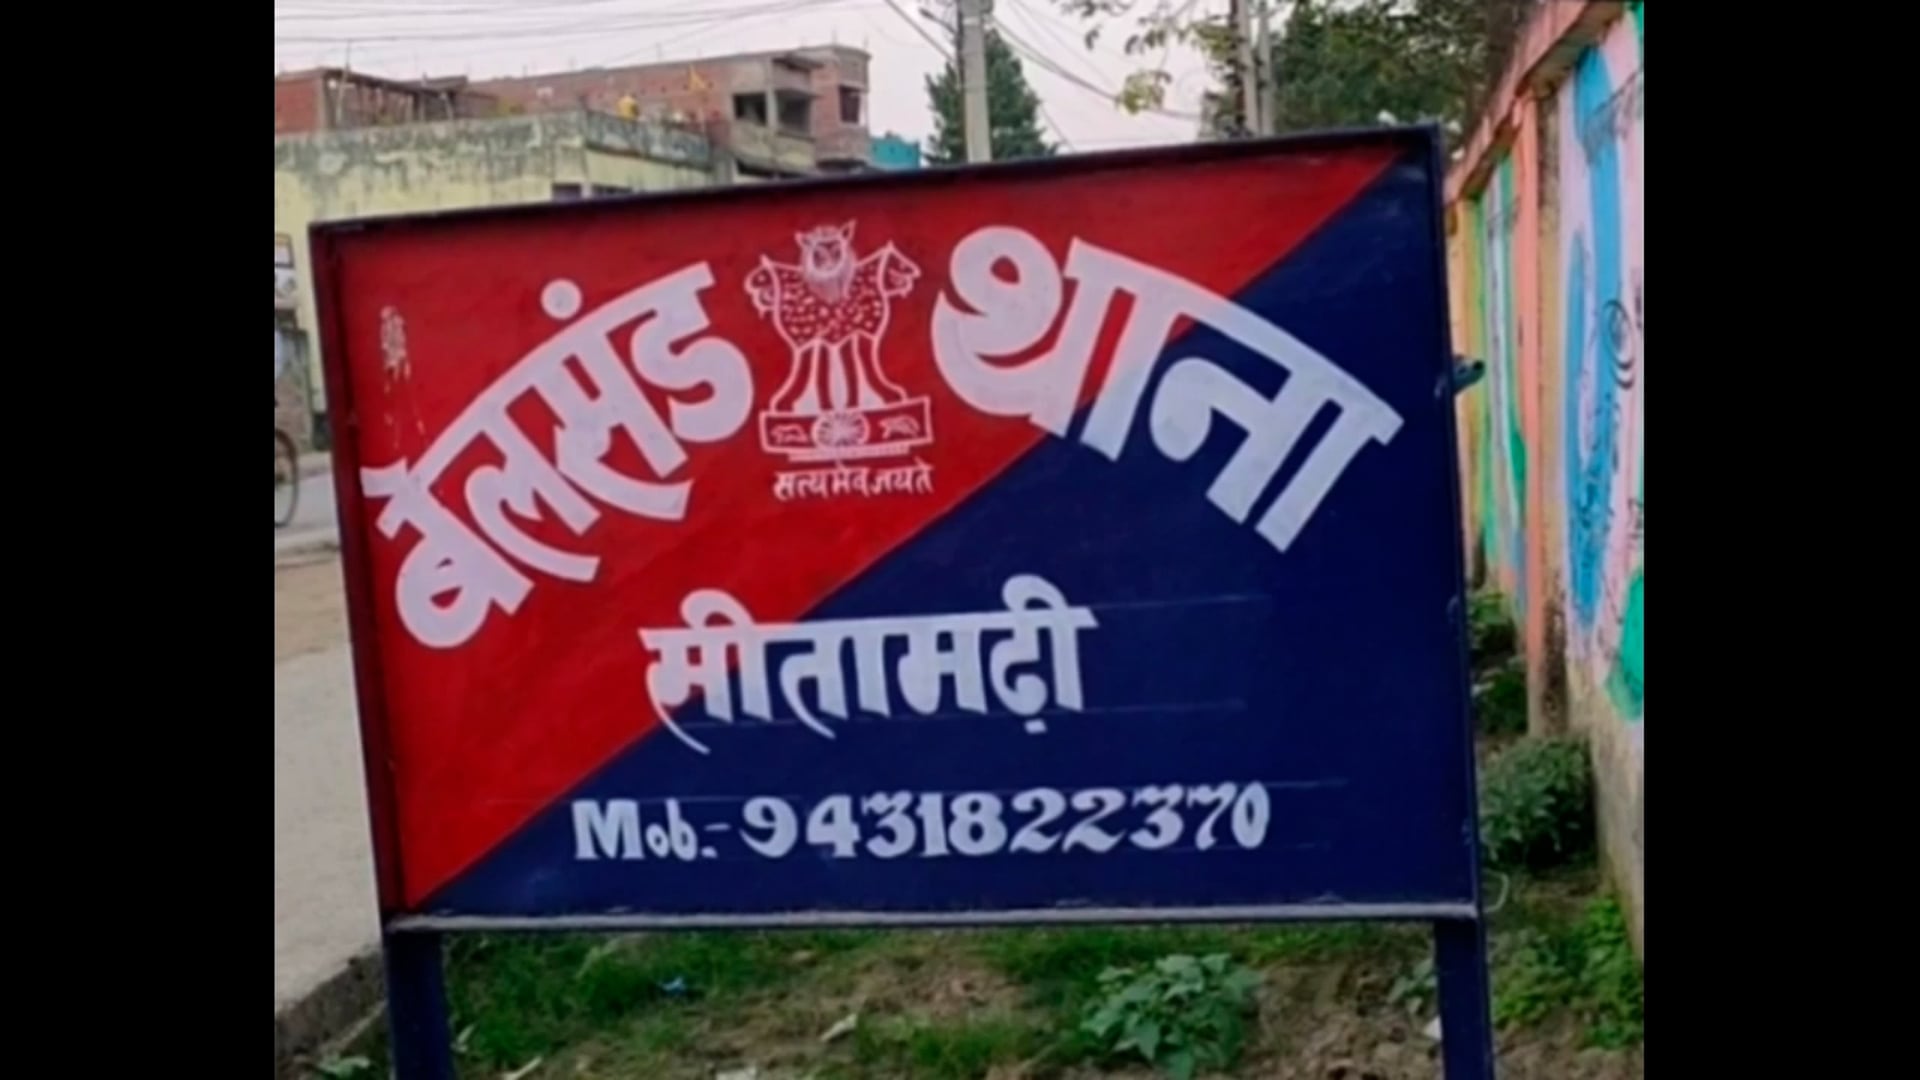 बेलसंड थाना
सत्यमेव जयते
सीतामढ़ी
Mob:- 9431822370